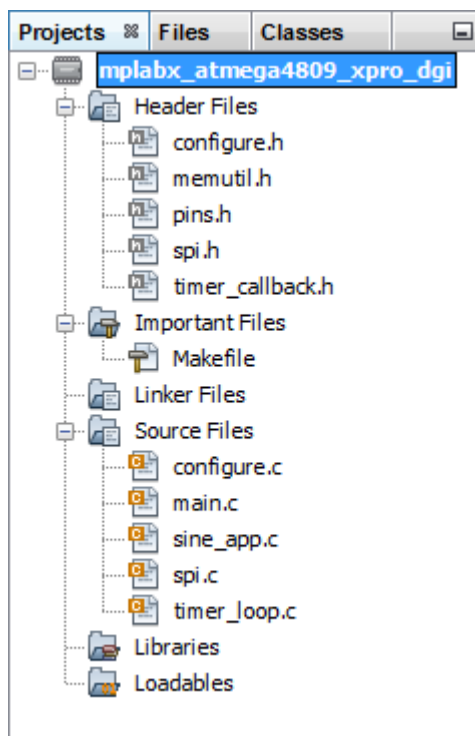 Projects Files Classes
mplabx_atmega4809_xpro_dgi
Header Files
configure.h
memutil.h
pins.h
spi.h
timer_callback.h
Important Files
Makefile
Linker Files
Source Files
configure.c
main.c
sine_app.c
spi.c
timer_loop.c
Libraries
Loadables